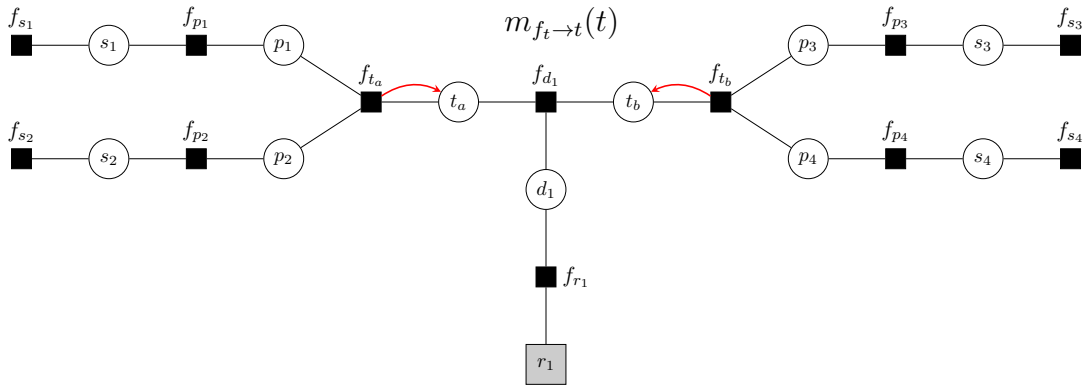 f_{s_1} s_1 f_{p_1} p_1 m_{f_t→t}(t) p_3 f_{p_3} s_3 f_{s_3}
f_{t_a} t_a f_{d_1} t_b f_{t_b}
f_{s_2} s_2 f_{p_2} p_2 p_4 f_{p_4} s_4 f_{s_4}
d_1
f_{r_1}
r_1